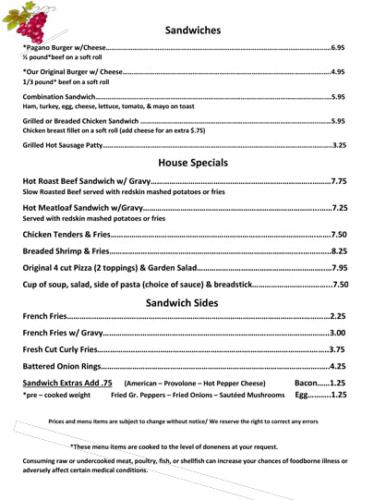 Sandwiches
*Pagano Burger w/Cheese……………………………………………………………………6.95
½ pound*beef on a soft roll
*Our Original Burger w/ Cheese………………………………………………………………4.95
1/3 pound* beef on a soft roll
Combination Sandwich…………………………………………………………………………5.95
Ham, turkey, egg, cheese, lettuce, tomato, & mayo on toast
Grilled or Breaded Chicken Sandwich …………………………………………………………5.95
Chicken breast fillet on a soft roll (add cheese for an extra $.75)
Grilled Hot Sausage Patty………………………………………………………………………3.25
House Specials
Hot Roast Beef Sandwich w/ Gravy……………………………………………………7.75
Slow Roasted Beef served with redskin mashed potatoes or fries
Hot Meatloaf Sandwich w/Gravy………………………………………………………7.25
Served with redskin mashed potatoes or fries
Chicken Tenders & Fries…………………………………………………………………7.50
Breaded Shrimp & Fries…………………………………………………………………8.25
Original 4 cut Pizza (2 toppings) & Garden Salad……………………………………7.95
Cup of soup, salad, side of pasta (choice of sauce) & breadstick……………………7.50
Sandwich Sides
French Fries………………………………………………………………………………2.25
French Fries w/ Gravy……………………………………………………………………3.00
Fresh Cut Curly Fries……………………………………………………………………3.75
Battered Onion Rings……………………………………………………………………4.25
Sandwich Extras Add .75 (American – Provolone – Hot Pepper Cheese) Bacon……1.25
*pre – cooked weight Fried Gr. Peppers – Fried Onions – Sautéed Mushrooms Egg………..1.25
Prices and menu items are subject to change without notice/ We reserve the right to correct any errors
*These menu items are cooked to the level of doneness at your request.
Consuming raw or undercooked meat, poultry, fish, or shellfish can increase your chances of foodborne illness or
adversely affect certain medical conditions.